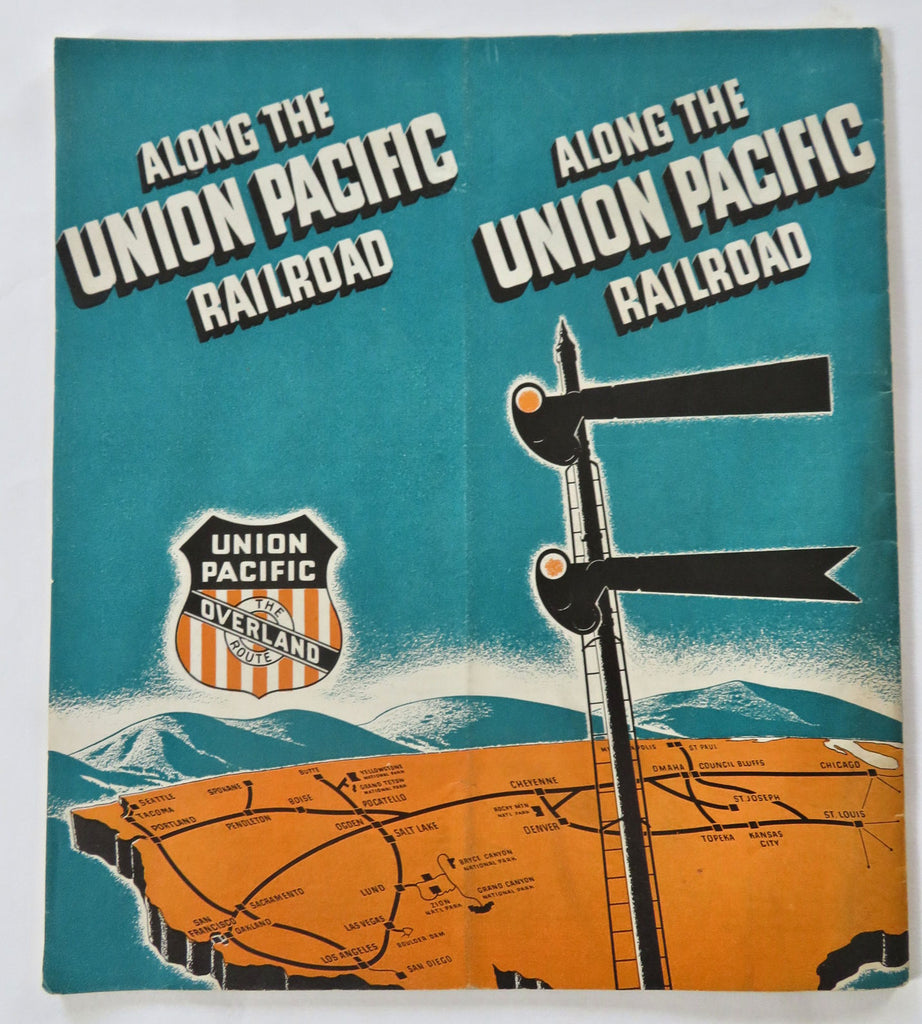 ALONG THE
UNION PACIFIC
RAILROAD
ALONG THE
UNION PACIFIC
RAILROAD
UNION
PACIFIC
THE
OVERLAND
ROUTE
SEATTLE
TACOMA
PORTLAND
SPOKANE
PENDLETON
BOISE
BUTTE
YELLOWSTONE
NATIONAL PARK
GRAND TETON
NATIONAL PARK
POCATELLO
OGDEN
SALT LAKE
CHEYENNE
ROCKY MTN
NAT'L PARK
DENVER
ST PAUL
OMAHA
COUNCIL BLUFFS
CHICAGO
ST. JOSEPH
ST. LOUIS
TOPEKA
KANSAS
CITY
LUND
BRYCE CANYON
NATIONAL PARK
ZION
NAT'L PARK
GRAND CANYON
NATIONAL PARK
SACRAMENTO
SAN
FRANCISCO
OAKLAND
LAS VEGAS
BOULDER DAM
LOS ANGELES
SAN DIEGO